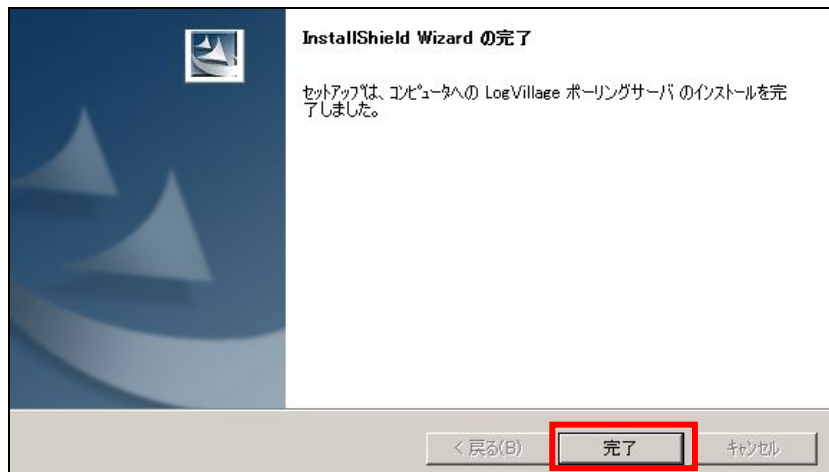 InstallShield Wizard の完了
セットアップは、コンピュータへの LogVillage ポーリングサーバ のインストールを完
了しました。
< 戻る(B)
完了
キャンセル